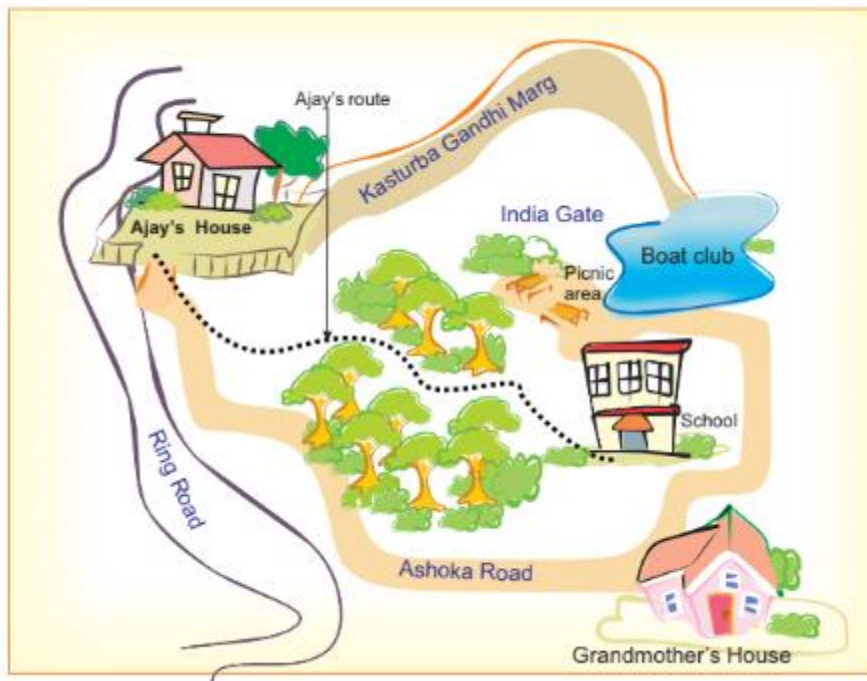 Ajay's route
Kasturba Gandhi Marg
India Gate
Ajay's House
Boat club
Picnic
area
School
Ring Road
Ashoka Road
Grandmother's House